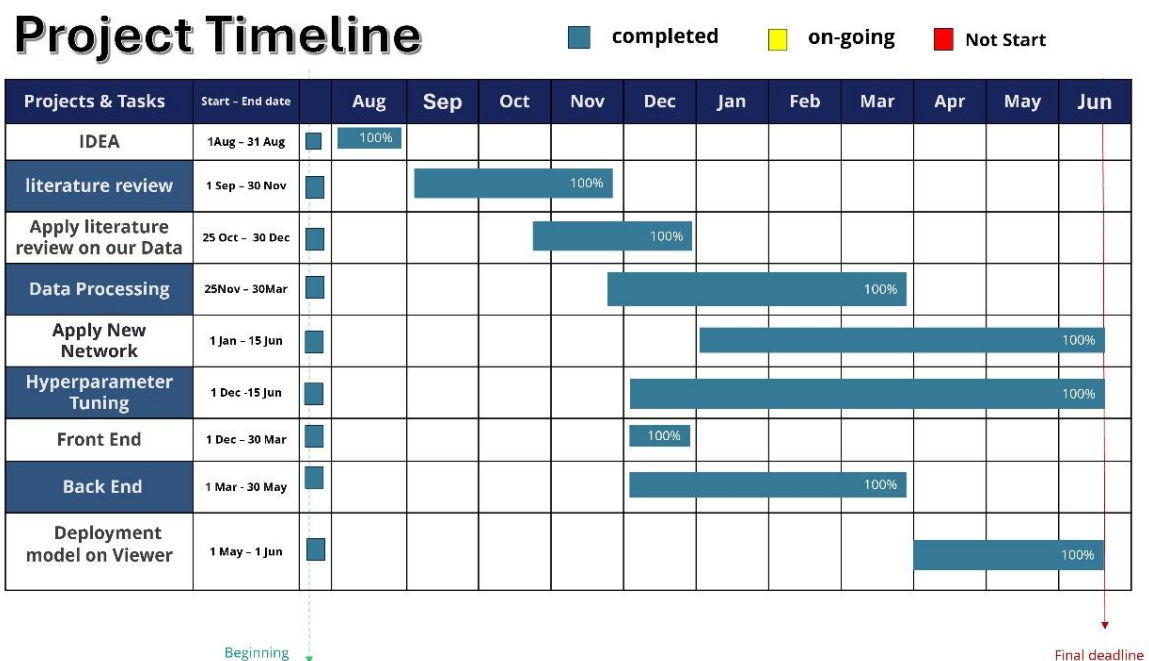 Project Timeline
completed
on-going
Not Start
Projects & Tasks Start – End date Aug Sep Oct Nov Dec Jan Feb Mar Apr May Jun
IDEA 1Aug – 31 Aug 100%
literature review 1 Sep – 30 Nov 100%
Apply literature
review on our Data 25 Oct – 30 Dec 100%
Data Processing 25Nov – 30Mar 100%
Apply New
Network 1 Jan – 15 Jun 100%
Hyperparameter
Tuning 1 Dec -15 Jun 100%
Front End 1 Dec – 30 Mar 100%
Back End 1 Mar - 30 May 100%
Deployment
model on Viewer 1 May – 1 Jun 100%
Beginning
Final deadline